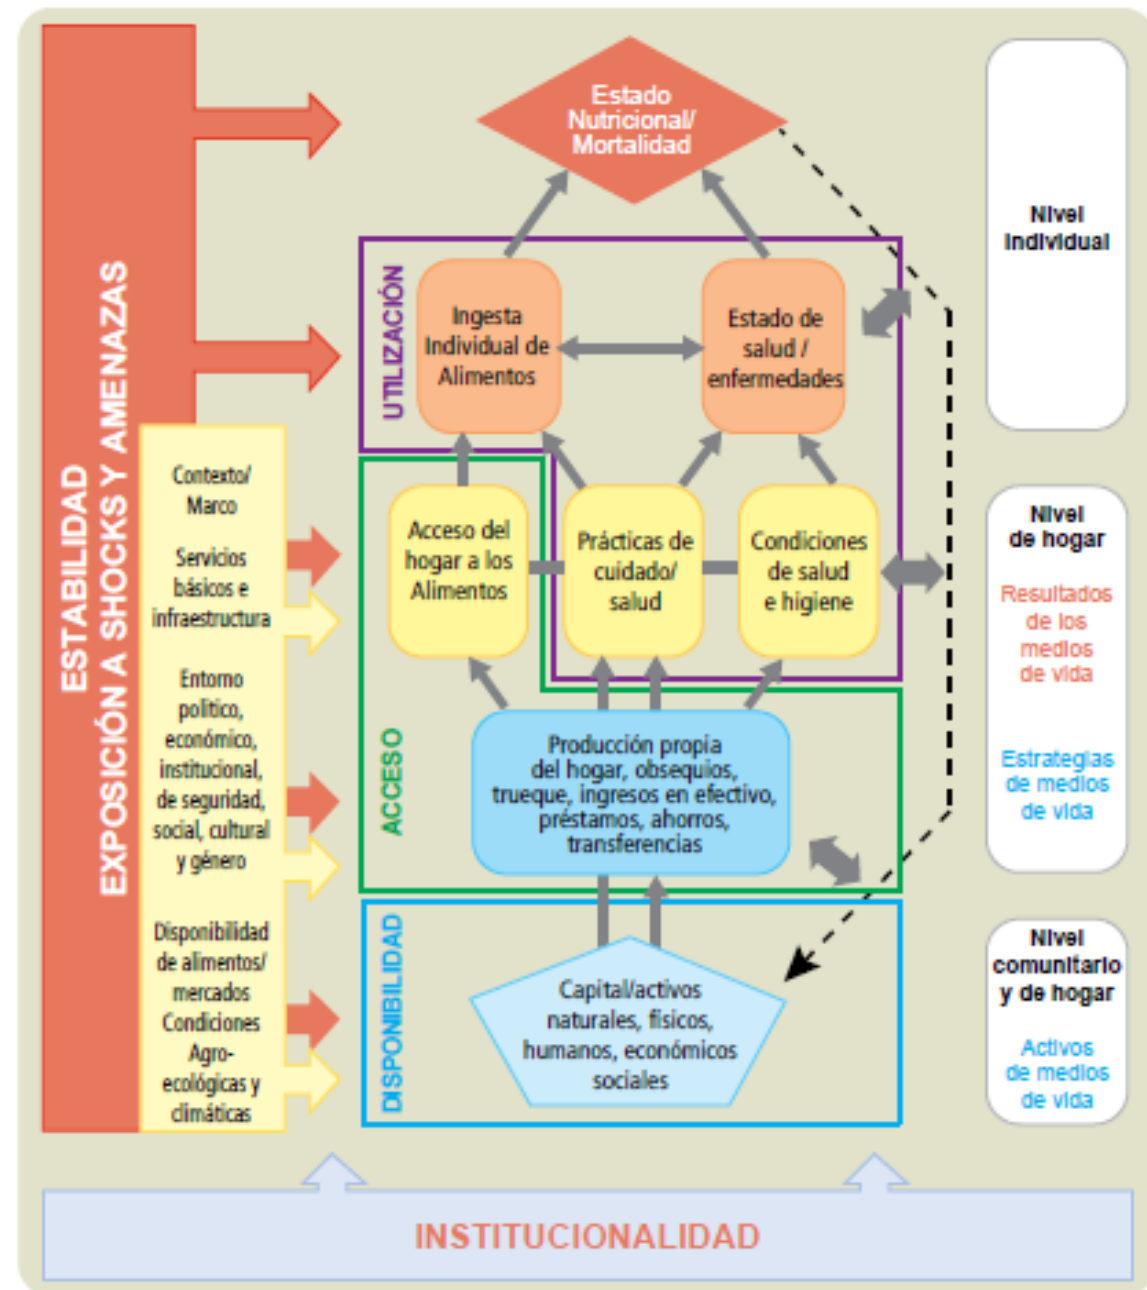 ESTABILIDAD
EXPOSICIÓN A SHOCKS Y AMENAZAS
Contexto/
Marco
Servicios
básicos e
infraestructura
Entorno
político,
económico,
institucional,
de seguridad,
social, cultural
y género
Disponibilidad
de alimentos/
mercados
Condiciones
Agro-
ecológicas y
climáticas
Estado
Nutricional/
Mortalidad
UTILIZACIÓN
Ingesta
Individual de
Alimentos
Estado de
salud /
enfermedades
ACCESO
Acceso del
hogar a los
Alimentos
Prácticas de
cuidado/
salud
Condiciones
de salud
e higiene
Producción propia
del hogar, obsequios,
trueque, ingresos en efectivo,
préstamos, ahorros,
transferencias
DISPONIBILIDAD
Capital/activos
naturales, físicos,
humanos, económicos
sociales
Nivel
Individual
Nivel
de hogar
Resultados
de los
medios
de vida
Estrategias
de medios
de vida
Nivel
comunitario
y de hogar
Activos
de medios
de vida
INSTITUCIONALIDAD